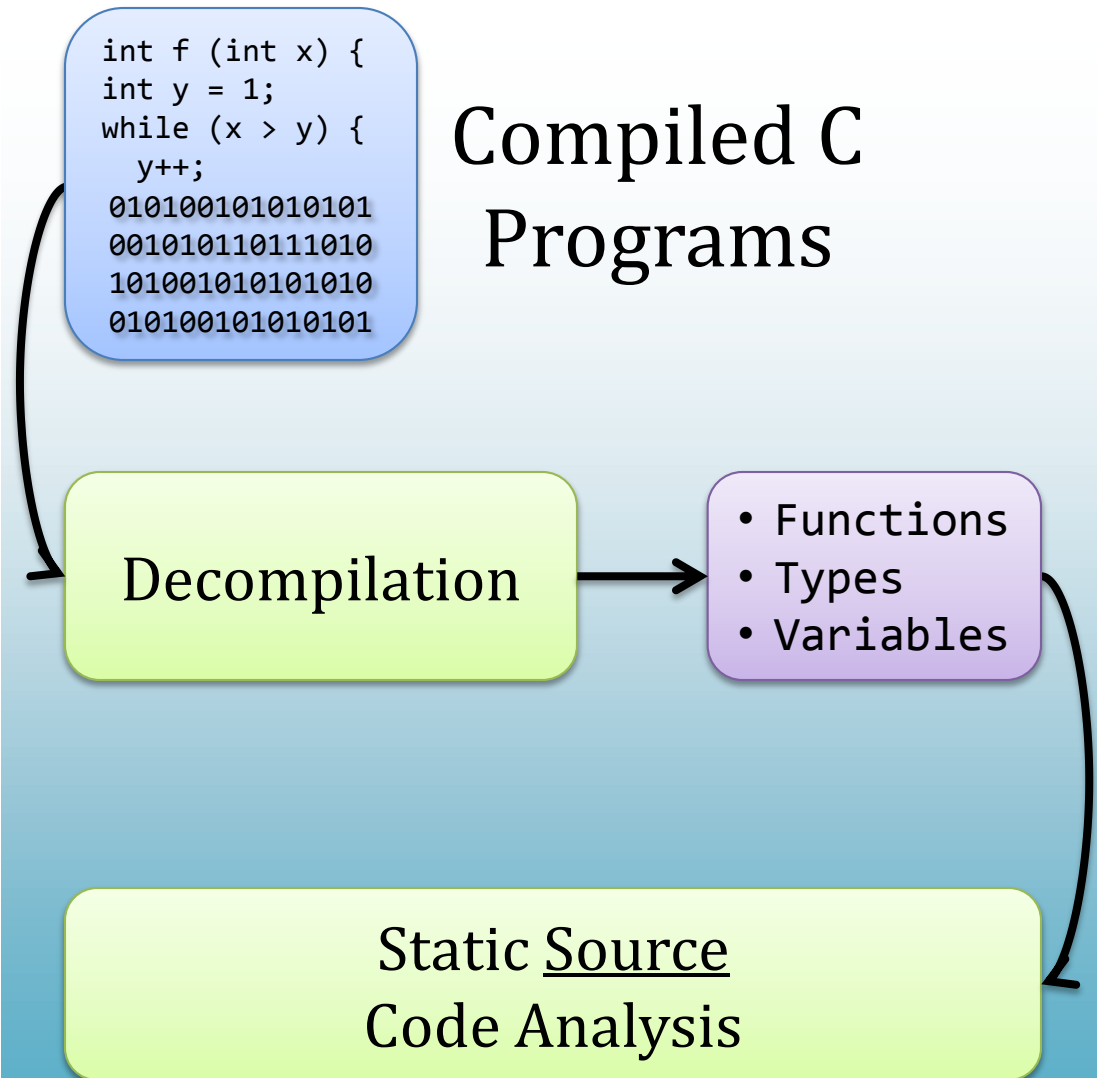 int f (int x) {
int y = 1;
while (x > y) {
y++;
010100101010101
001010110111010
101001010101010
010100101010101
Compiled C
Programs
Decompilation
• Functions
• Types
• Variables
Static Source
Code Analysis